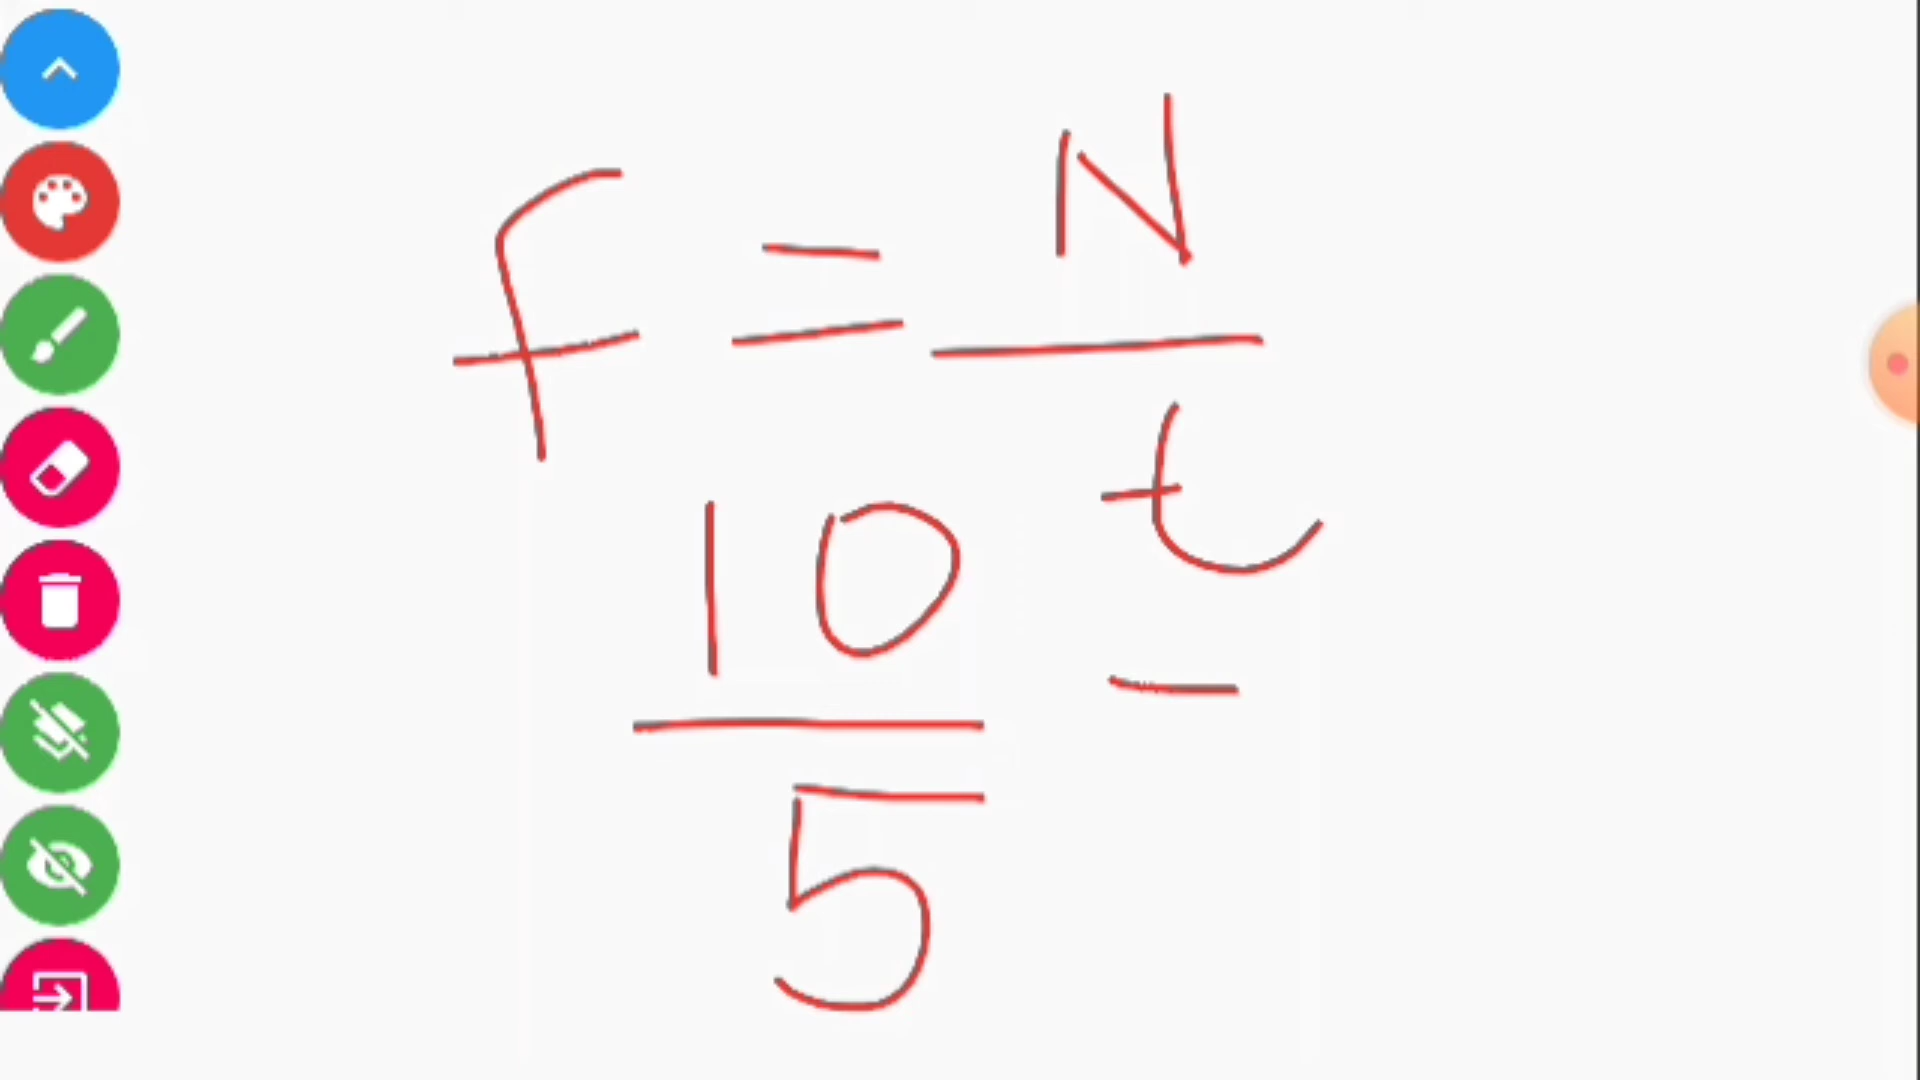 f = N / t
10 / 5 =